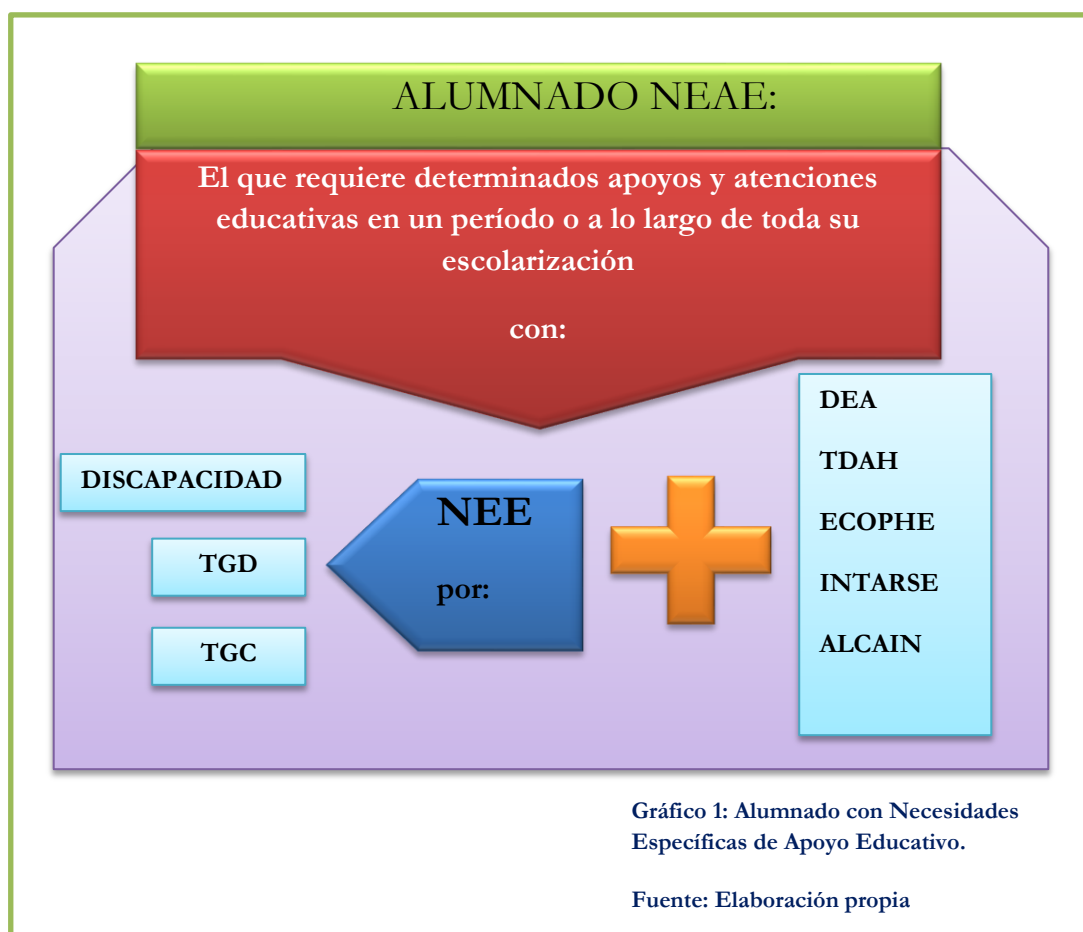 ALUMNADO NEAE:
El que requiere determinados apoyos y atenciones
educativas en un período o a lo largo de toda su
escolarización
con:
DISCAPACIDAD
TGD
TGC
NEE
por:
DEA
TDAH
ECOPHE
INTARSE
ALCAIN
Gráfico 1: Alumnado con Necesidades
Específicas de Apoyo Educativo.
Fuente: Elaboración propia